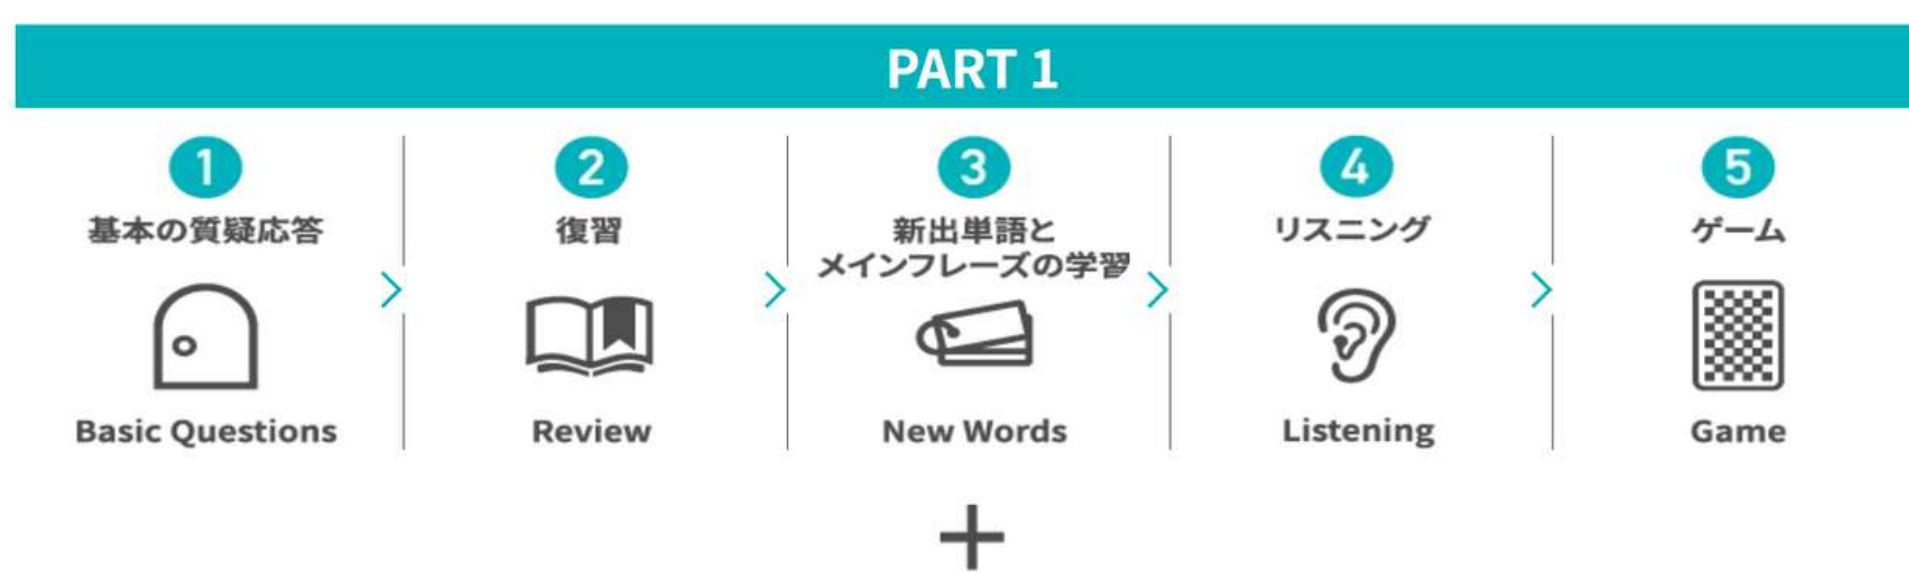 PART 1
1
基本の質疑応答
Basic Questions
2
復習
Review
3
新出単語と
メインフレーズの学習
New Words
4
リスニング
Listening
5
ゲーム
Game
+